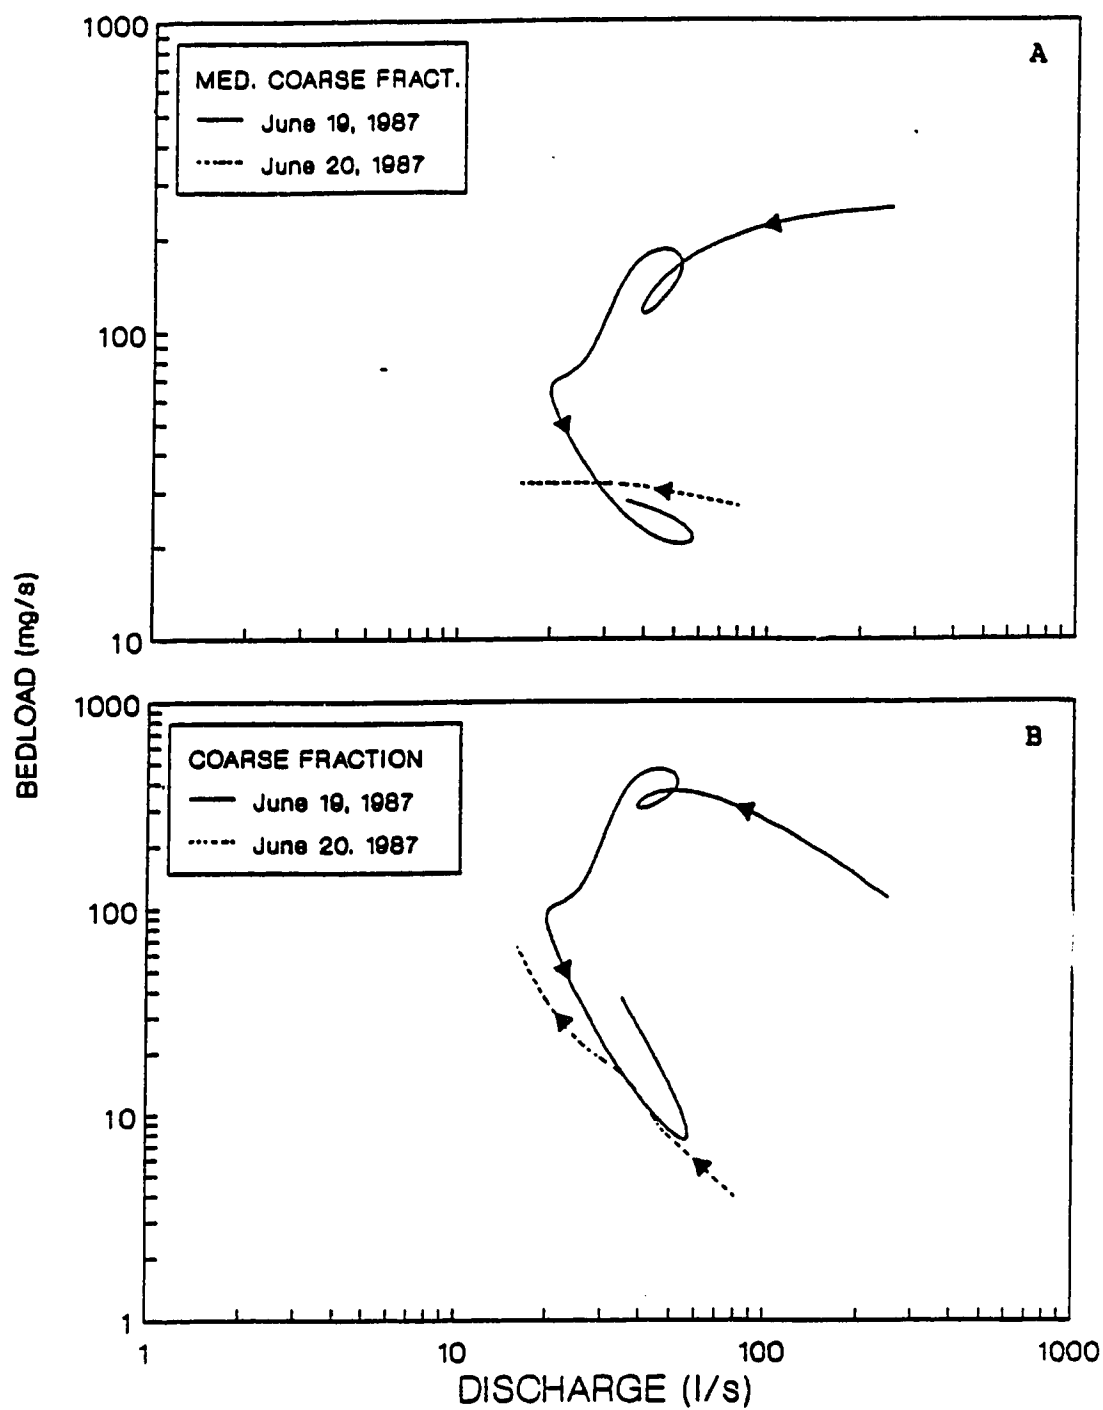 1000
A
MED. COARSE FRACT.
June 19, 1987
June 20, 1987
100
10
BEDLOAD (mg/s)
1000
B
COARSE FRACTION
June 19, 1987
June 20. 1987
100
10
1
1 10 100 1000
DISCHARGE (l/s)